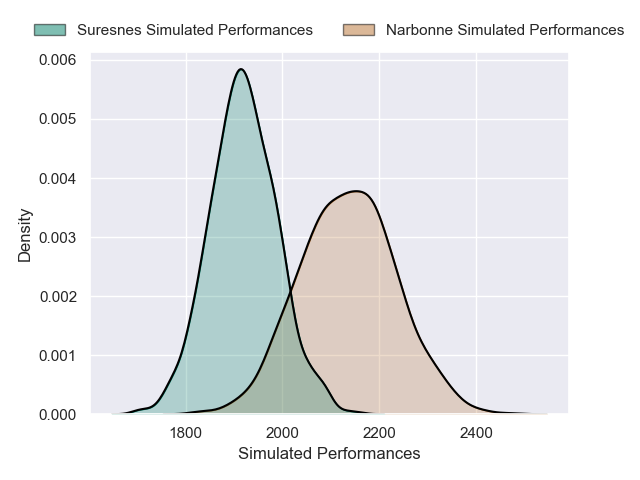 Suresnes Simulated Performances
Narbonne Simulated Performances
0.006
0.005
0.004
0.003
0.002
0.001
0.000
Density
1800
2000
2200
2400
Simulated Performances